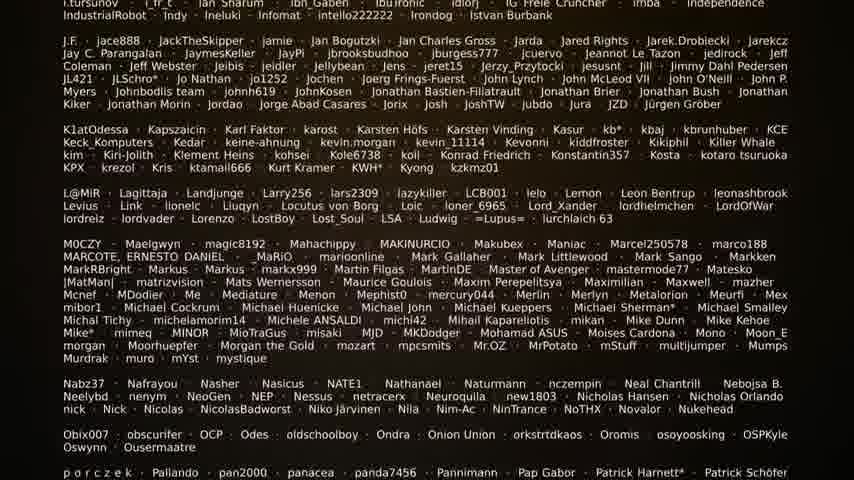 i.tursunov · i_fr_t · Ian Sharum · Ibn_Gaben · IbuTronic · idiorj · IG Freie Cruncher · imba · Independence
IndustrialRobot · Indy · Ineluki · Infomat · intello222222 · Irondog · Istvan Burbank
J.F. · jace888 · JackTheSkipper · jamie · Jan Bogutzki · Jan Charles Gross · Jarda · Jared Rights · Jarek.Drobiecki · jarekcz
Jay C. Parangalan · JaymesKeller · JayPi · jbrooksbudhoo · jburgess777 · jcuervo · Jeannot Le Tazon · jedirock · Jeff
Coleman · Jeff Webster · Jeibis · jeidler · Jellybean · Jens · jeret15 · Jerzy_Przytocki · jesusnt · Jill · Jimmy Dahl Pedersen
JL421 · JLSchro* · Jo Nathan · jo1252 · Jochen · Joerg Frings-Fuerst · John Lynch · John McLeod VII · john O'Neill · John P.
Myers · Johnbodlis team · johnh619 · JohnKosen · Jonathan Bastien-Filiatrault · Jonathan Brier · Jonathan Bush · Jonathan
Kiker · Jonathan Morin · Jordao · Jorge Abad Casares · Jorix · Josh · JoshTW · jubdo · Jura · JZD · Jürgen Gröber
K1atOdessa · Kapszaicin · Karl Faktor · karost · Karsten Höfs · Karsten Vinding · Kasur · kb* · kbaj · kbrunhuber · KCE
Keck_Komputers · Kedar · keine-ahnung · kevin.morgan · kevin_11114 · Kevonni · kiddfroster · Kikiphil · Killer Whale
kim · Kiri-Jolith · Klement Heins · kohsei · Kole6738 · koil · Konrad Friedrich · Konstantin357 · Kosta · kotaro tsuruoka
KPX · krezol · Kris · ktamail666 · Kurt Kramer · KWH* · Kyong · kzkmz01
L@MiR · Lagittaja · Landjunge · Larry256 · lars2309 · lazykiller · LCB001 · lelo · Lemon · Leon Bentrup · leonashbrook
Levius · Link · lionelc · Liuqyn · Locutus von Borg · Loic · loner_6965 · Lord_Xander · lordhelmchen · LordOfWar
lordrelz · lordvader · Lorenzo · LostBoy · Lost_Soul · LSA · Ludwig · =Lupus= · lurchlaich 63
M0CZY · Maelgwyn · magic8192 · Mahachippy · MAKINURCIO · Makubex · Maniac · Marcel250578 · marco188
MARCOTE, ERNESTO DANIEL · _MaRiO · marioonline · Mark Gallaher · Mark Littlewood · Mark Sango · Markken
MarkRBright · Markus · Markus · markx999 · Martin Filgas · MartinDE · Master of Avenger · mastermode77 · Matesko
|MatMan| · matrizvision · Mats Wernersson · Maurice Goulois · Maxim Perepelitsya · Maximilian · Maxwell · mazher
Mcnef · MDodier · Me · Mediature · Menon · Mephist0 · mercury044 · Merlin · Merlyn · Metalorion · Meurfi · Mex
mibor1 · Michael Cockrum · Michael Huenicke · Michael John · Michael Kueppers · Michael Sherman* · Michael Smalley
Michal Tichy · michelamorim14 · Michele ANSALDI · michi42 · Mihail Kapareliotis · mikan · Mike Dunn · Mike Kehoe
Mike* · mimeq · MINOR · MioTraGus · misaki · MJD · MKDodger · Mohamad ASUS · Moises Cardona · Mono · Moon_E
morgan · Moorhuepfer · Morgan the Gold · mozart · mpcsmits · Mr.OZ · MrPotato · mStuff · multijumper · Mumps
Murdrak · muro · mYst · mystique
Nabz37 · Nafrayou · Nasher · Nasicus · NATE1 · Nathanael · Naturmann · nczempin · Neal Chantrill · Nebojsa B.
Neelybd · nenym · NeoGen · NEP · Nessus · netracerx · Neuroquila · new1803 · Nicholas Hansen · Nicholas Orlando
nick · Nick · Nicolas · NicolasBadworst · Niko Järvinen · Nila · Nim-Ac · NinTrance · NoTHX · Novalor · Nukehead
Obix007 · obscurifer · OCP · Odes · oldschoolboy · Ondra · Onion Union · orkstrtdkaos · Oromis · osoyoosking · OSPKyle
Oswynn · Ousermaatre
p o r c z e k · Pallando · pan2000 · panacea · panda7456 · Pannimann · Pap Gabor · Patrick Harnett* · Patrick Schöfer